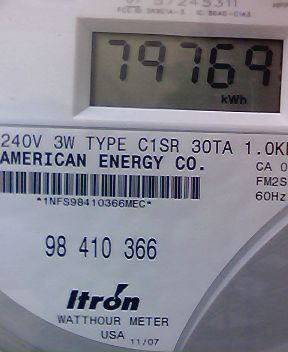 79769
kWh
240V 3W TYPE C1SR 30TA 1.0K
AMERICAN ENERGY CO.
CA 0
FM2S
60Hz
*1NFS98410366MEC*
98 410 366
Itron
WATTHOUR METER
USA 11/07